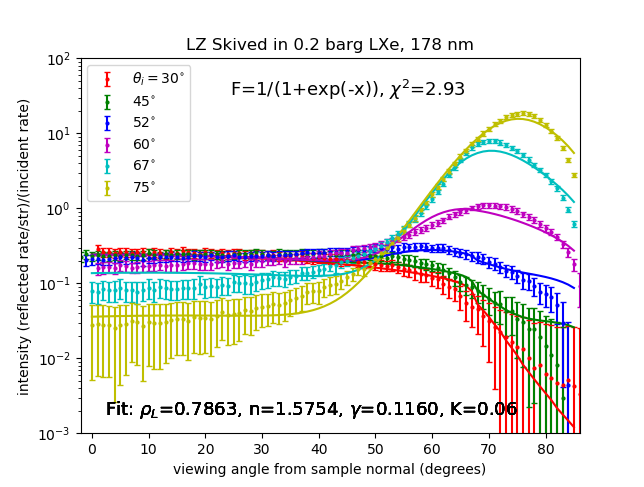 LZ Skived in 0.2 barg LXe, 178 nm
F=1/(1+exp(-x)), χ²=2.93
θᵢ = 30°
45°
52°
60°
67°
75°
intensity (reflected rate/str)/(incident rate)
10²
10¹
10⁰
10⁻¹
10⁻²
10⁻³
Fit: ρ_L=0.7863, n=1.5754, γ=0.1160, K=0.06
0 10 20 30 40 50 60 70 80
viewing angle from sample normal (degrees)